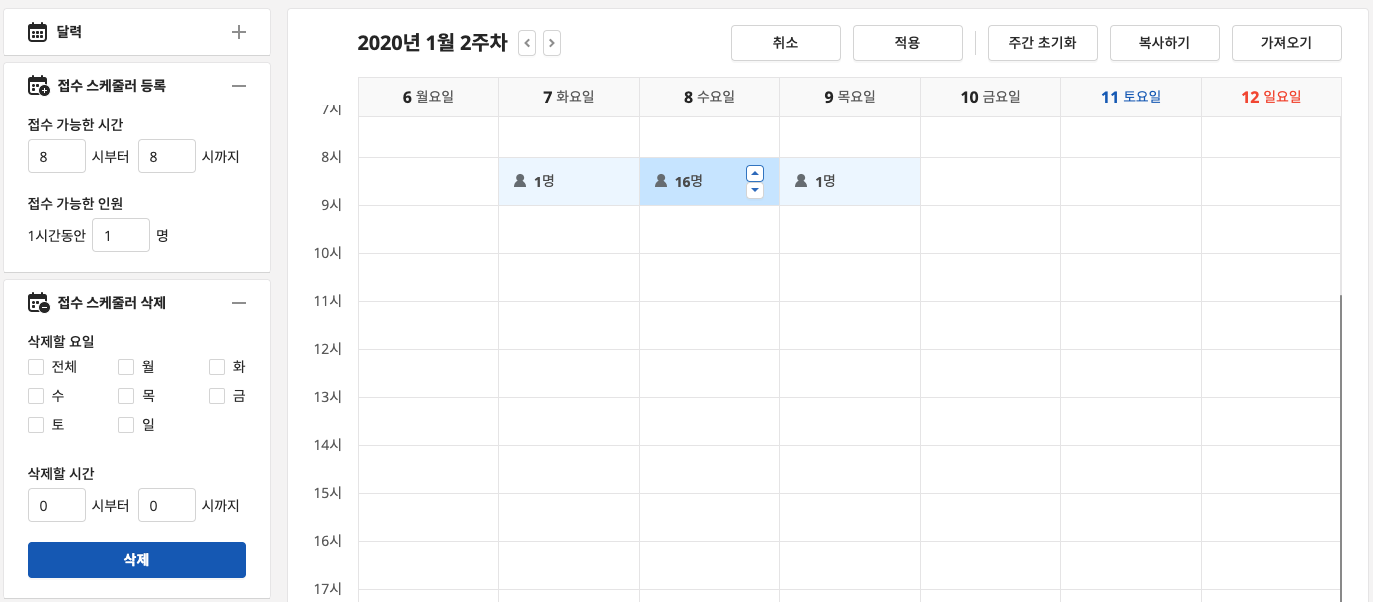 달력
접수 스케줄러 등록
접수 가능한 시간
8 시부터 8 시까지
접수 가능한 인원
1시간동안 1 명
접수 스케줄러 삭제
삭제할 요일
전체 월 화
수 목 금
토 일
삭제할 시간
0 시부터 0 시까지
삭제
2020년 1월 2주차
취소 적용 주간 초기화 복사하기 가져오기
6 월요일 7 화요일 8 수요일 9 목요일 10 금요일 11 토요일 12 일요일
7시
8시
1명 16명 1명
9시
10시
11시
12시
13시
14시
15시
16시
17시